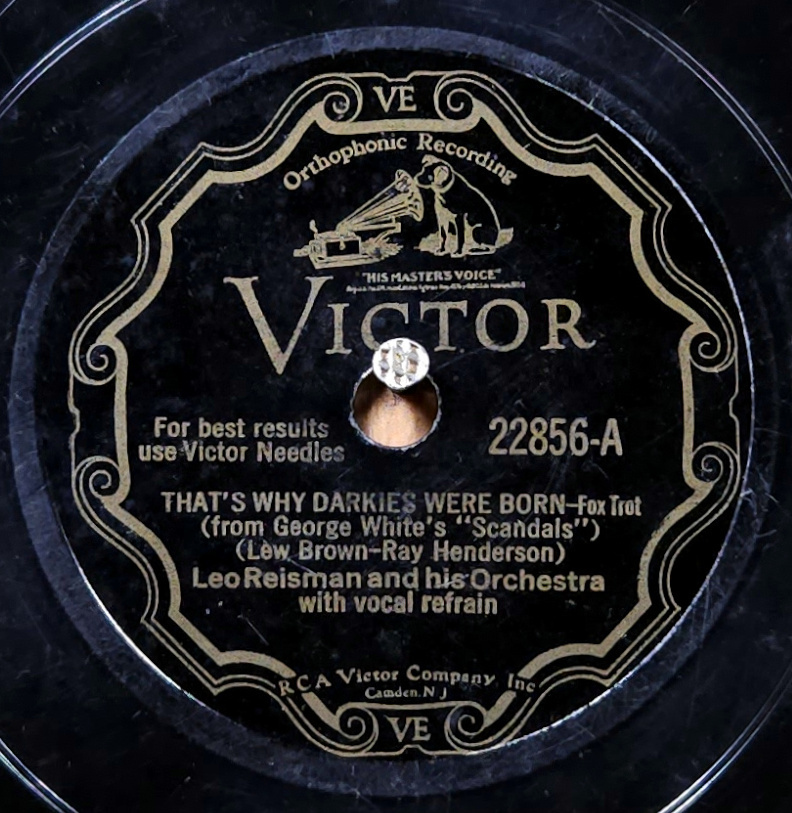 VE
Orthophonic Recording
"HIS MASTER'S VOICE"
VICTOR
For best results
use Victor Needles
22856-A
THAT'S WHY DARKIES WERE BORN-Fox Trot
(from George White's "Scandals")
(Lew Brown-Ray Henderson)
Leo Reisman and his Orchestra
with vocal refrain
RCA Victor Company, Inc
Camden, N J
VE